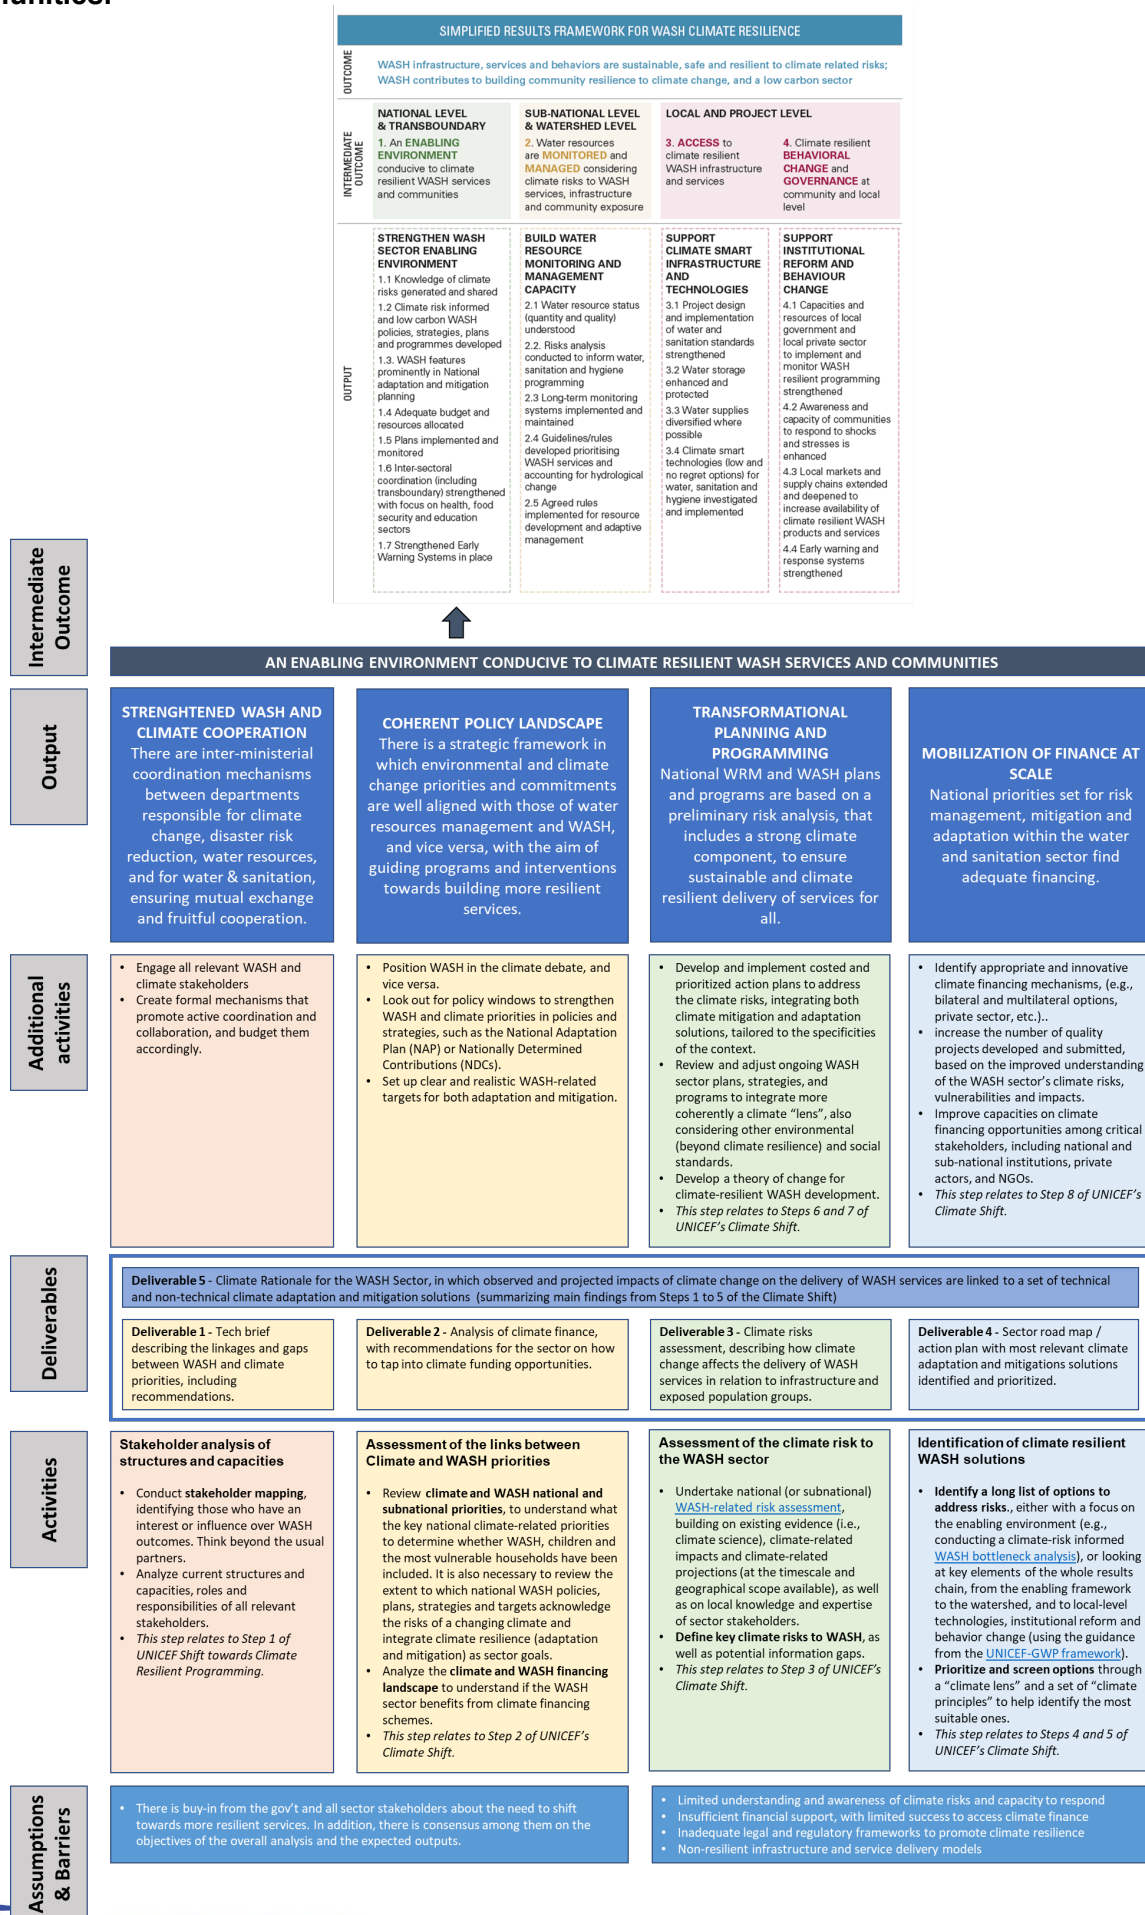 SIMPLIFIED RESULTS FRAMEWORK FOR WASH CLIMATE RESILIENCE
OUTCOME
WASH infrastructure, services and behaviors are sustainable, safe and resilient to climate related risks;
WASH contributes to building community resilience to climate change, and a low carbon sector
INTERMEDIATE
OUTCOME
NATIONAL LEVEL
& TRANSBOUNDARY
1. An ENABLING
ENVIRONMENT
conducive to climate
resilient WASH services
and communities
SUB-NATIONAL LEVEL
& WATERSHED LEVEL
2. Water resources
are MONITORED and
MANAGED considering
climate risks to WASH
services, infrastructure
and community exposure
LOCAL AND PROJECT LEVEL
3. ACCESS to
climate resilient
WASH infrastructure
and services
4. Climate resilient
BEHAVIORAL
CHANGE and
GOVERNANCE at
community and local
level
OUTPUT
STRENGTHEN WASH
SECTOR ENABLING
ENVIRONMENT
1.1 Knowledge of climate
risks generated and shared
1.2 Climate risk informed
and low carbon WASH
policies, strategies, plans
and programmes developed
1.3. WASH features
prominently in National
adaptation and mitigation
planning
1.4 Adequate budget and
resources allocated
1.5 Plans implemented and
monitored
1.6 Inter-sectoral
coordination (including
transboundary) strengthened
with focus on health, food
security and education
sectors
1.7 Strengthened Early
Warning Systems in place
BUILD WATER
RESOURCE
MONITORING AND
MANAGEMENT
CAPACITY
2.1 Water resource status
(quantity and quality)
understood
2.2. Risks analysis
conducted to inform water,
sanitation and hygiene
programming
2.3 Long-term monitoring
systems implemented and
maintained
2.4 Guidelines/rules
developed prioritising
WASH services and
accounting for hydrological
change
2.5 Agreed rules
implemented for resource
development and adaptive
management
SUPPORT
CLIMATE SMART
INFRASTRUCTURE
AND
TECHNOLOGIES
3.1 Project design
and implementation
of water and
sanitation standards
strengthened
3.2 Water storage
enhanced and
protected
3.3 Water supplies
diversified where
possible
3.4 Climate smart
technologies (low and
no regret options) for
water, sanitation and
hygiene investigated
and implemented
SUPPORT
INSTITUTIONAL
REFORM AND
BEHAVIOUR
CHANGE
4.1 Capacities and
resources of local
government and
local private sector
to implement and
monitor WASH
resilient programming
strengthened
4.2 Awareness and
capacity of communities
to respond to shocks
and stresses is
enhanced
4.3 Local markets and
supply chains extended
and deepened to
increase availability of
climate resilient WASH
products and services
4.4 Early warning and
response systems
strengthened
Intermediate
Outcome
AN ENABLING ENVIRONMENT CONDUCIVE TO CLIMATE RESILIENT WASH SERVICES AND COMMUNITIES
Output
STRENGHTENED WASH AND
CLIMATE COOPERATION
There are inter-ministerial
coordination mechanisms
between departments
responsible for climate
change, disaster risk
reduction, water resources,
and for water & sanitation,
ensuring mutual exchange
and fruitful cooperation.
COHERENT POLICY LANDSCAPE
There is a strategic framework in
which environmental and climate
change priorities and commitments
are well aligned with those of water
resources management and WASH,
and vice versa, with the aim of
guiding programs and interventions
towards building more resilient
services.
TRANSFORMATIONAL
PLANNING AND
PROGRAMMING
National WRM and WASH plans
and programs are based on a
preliminary risk analysis, that
includes a strong climate
component, to ensure
sustainable and climate
resilient delivery of services for
all.
MOBILIZATION OF FINANCE AT
SCALE
National priorities set for risk
management, mitigation and
adaptation within the water
and sanitation sector find
adequate financing.
Additional
activities
• Engage all relevant WASH and
climate stakeholders
• Create formal mechanisms that
promote active coordination and
collaboration, and budget them
accordingly.
• Position WASH in the climate debate, and
vice versa.
• Look out for policy windows to strengthen
WASH and climate priorities in policies and
strategies, such as the National Adaptation
Plan (NAP) or Nationally Determined
Contributions (NDCs).
• Set up clear and realistic WASH-related
targets for both adaptation and mitigation.
• Develop and implement costed and
prioritized action plans to address
the climate risks, integrating both
climate mitigation and adaptation
solutions, tailored to the specificities
of the context.
• Review and adjust ongoing WASH
sector plans, strategies, and
programs to integrate more
coherently a climate “lens”, also
considering other environmental
(beyond climate resilience) and social
standards.
• Develop a theory of change for
climate-resilient WASH development.
• This step relates to Steps 6 and 7 of
UNICEF’s Climate Shift.
• Identify appropriate and innovative
climate financing mechanisms, (e.g.,
bilateral and multilateral options,
private sector, etc.)..
• increase the number of quality
projects developed and submitted,
based on the improved understanding
of the WASH sector’s climate risks,
vulnerabilities and impacts.
• Improve capacities on climate
financing opportunities among critical
stakeholders, including national and
sub-national institutions, private
actors, and NGOs.
• This step relates to Step 8 of UNICEF’s
Climate Shift.
Deliverables
Deliverable 5 - Climate Rationale for the WASH Sector, in which observed and projected impacts of climate change on the delivery of WASH services are linked to a set of technical
and non-technical climate adaptation and mitigation solutions (summarizing main findings from Steps 1 to 5 of the Climate Shift)
Deliverable 1 - Tech brief
describing the linkages and gaps
between WASH and climate
priorities, including
recommendations.
Deliverable 2 - Analysis of climate finance,
with recommendations for the sector on how
to tap into climate funding opportunities.
Deliverable 3 - Climate risks
assessment, describing how climate
change affects the delivery of WASH
services in relation to infrastructure and
exposed population groups.
Deliverable 4 - Sector road map /
action plan with most relevant climate
adaptation and mitigations solutions
identified and prioritized.
Activities
Stakeholder analysis of
structures and capacities
• Conduct stakeholder mapping,
identifying those who have an
interest or influence over WASH
outcomes. Think beyond the usual
partners.
• Analyze current structures and
capacities, roles and
responsibilities of all relevant
stakeholders.
• This step relates to Step 1 of
UNICEF Shift towards Climate
Resilient Programming.
Assessment of the links between
Climate and WASH priorities
• Review climate and WASH national and
subnational priorities, to understand what
the key national climate-related priorities
to determine whether WASH, children and
the most vulnerable households have been
included. It is also necessary to review the
extent to which national WASH policies,
plans, strategies and targets acknowledge
the risks of a changing climate and
integrate climate resilience (adaptation
and mitigation) as sector goals.
• Analyze the climate and WASH financing
landscape to understand if the WASH
sector benefits from climate financing
schemes.
• This step relates to Step 2 of UNICEF’s
Climate Shift.
Assessment of the climate risk to
the WASH sector
• Undertake national (or subnational)
WASH-related risk assessment,
building on existing evidence (i.e.,
climate science), climate-related
impacts and climate-related
projections (at the timescale and
geographical scope available), as well
as on local knowledge and expertise
of sector stakeholders.
• Define key climate risks to WASH, as
well as potential information gaps.
• This step relates to Step 3 of UNICEF’s
Climate Shift.
Identification of climate resilient
WASH solutions
• Identify a long list of options to
address risks., either with a focus on
the enabling environment (e.g.,
conducting a climate-risk informed
WASH bottleneck analysis), or looking
at key elements of the whole results
chain, from the enabling framework
to the watershed, and to local-level
technologies, institutional reform and
behavior change (using the guidance
from the UNICEF-GWP framework).
• Prioritize and screen options through
a “climate lens” and a set of “climate
principles” to help identify the most
suitable ones.
• This step relates to Steps 4 and 5 of
UNICEF’s Climate Shift.
Assumptions
& Barriers
• There is buy-in from the gov’t and all sector stakeholders about the need to shift
towards more resilient services. In addition, there is consensus among them on the
objectives of the overall analysis and the expected outputs.
• Limited understanding and awareness of climate risks and capacity to respond
• Insufficient financial support, with limited success to access climate finance
• Inadequate legal and regulatory frameworks to promote climate resilience
• Non-resilient infrastructure and service delivery models